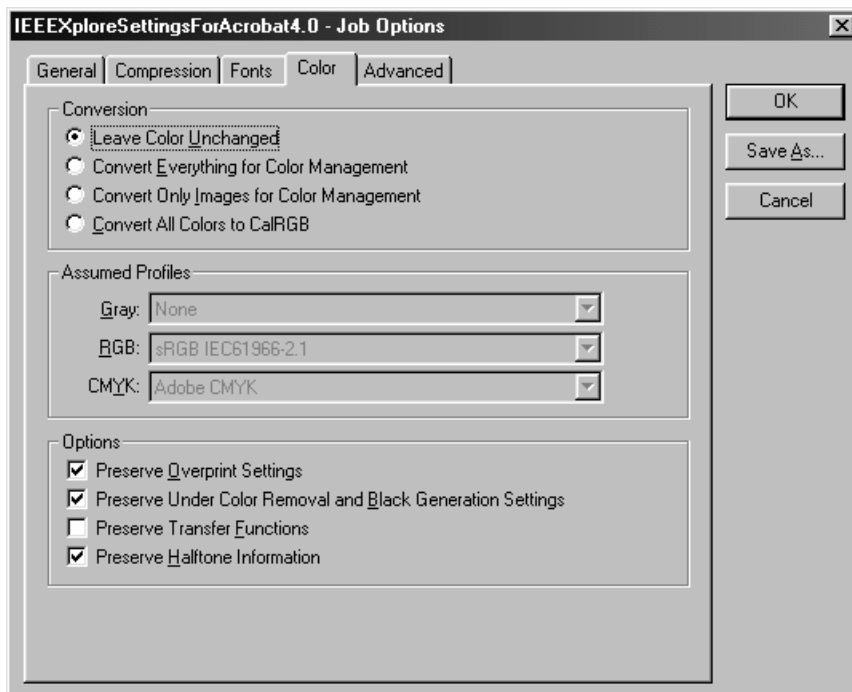 IEEEXploreSettingsForAcrobat4.0 - Job Options
General Compression Fonts Color Advanced
Conversion
Leave Color Unchanged
Convert Everything for Color Management
Convert Only Images for Color Management
Convert All Colors to CalRGB
Assumed Profiles
Gray: None
RGB: sRGB IEC61966-2.1
CMYK: Adobe CMYK
Options
Preserve Overprint Settings
Preserve Under Color Removal and Black Generation Settings
Preserve Transfer Functions
Preserve Halftone Information
OK
Save As...
Cancel